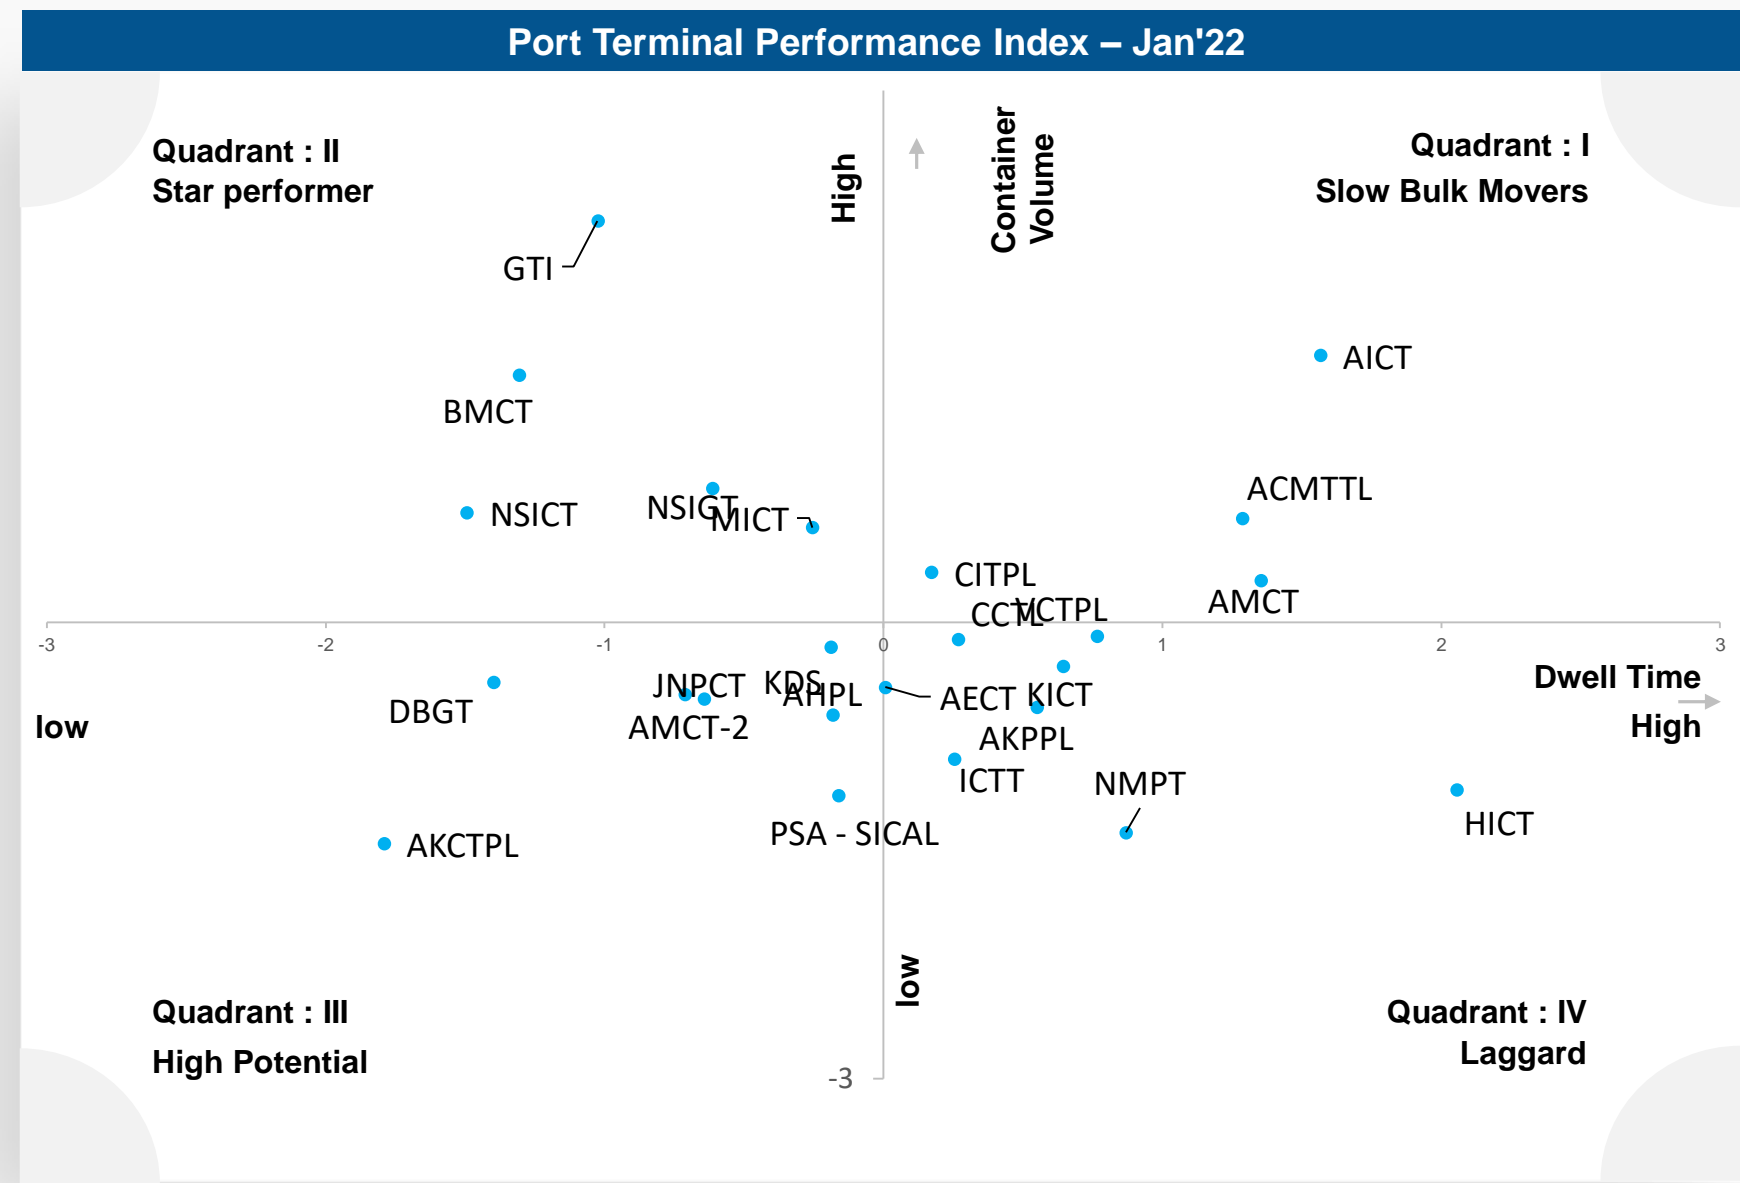 Port Terminal Performance Index – Jan'22
Quadrant : II
Star performer
High
Container
Volume
Quadrant : I
Slow Bulk Movers
GTI
AICT
BMCT
NSICT
NSIGT
MICT
ACMTTL
CITPL
CCTL
VCTPL
AMCT
-3
-2
-1
0
1
2
3
Dwell Time
High
low
DBGT
JNPCT
KDS
AHPL
AECT
KICT
AMCT-2
AKPPL
ICTT
NMPT
HICT
PSA - SICAL
AKCTPL
low
-3
Quadrant : III
High Potential
Quadrant : IV
Laggard